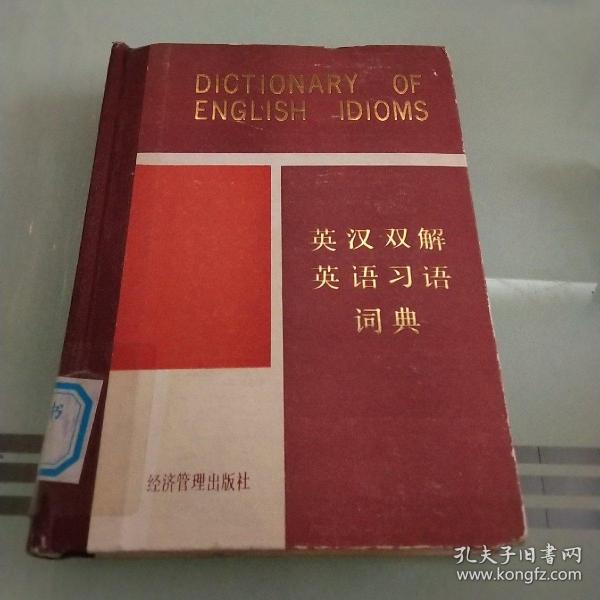 DICTIONARY OF
ENGLISH IDIOMS
英汉双解
英语习语
词典
书
经济管理出版社
孔夫子旧書网
www.kongfz.com